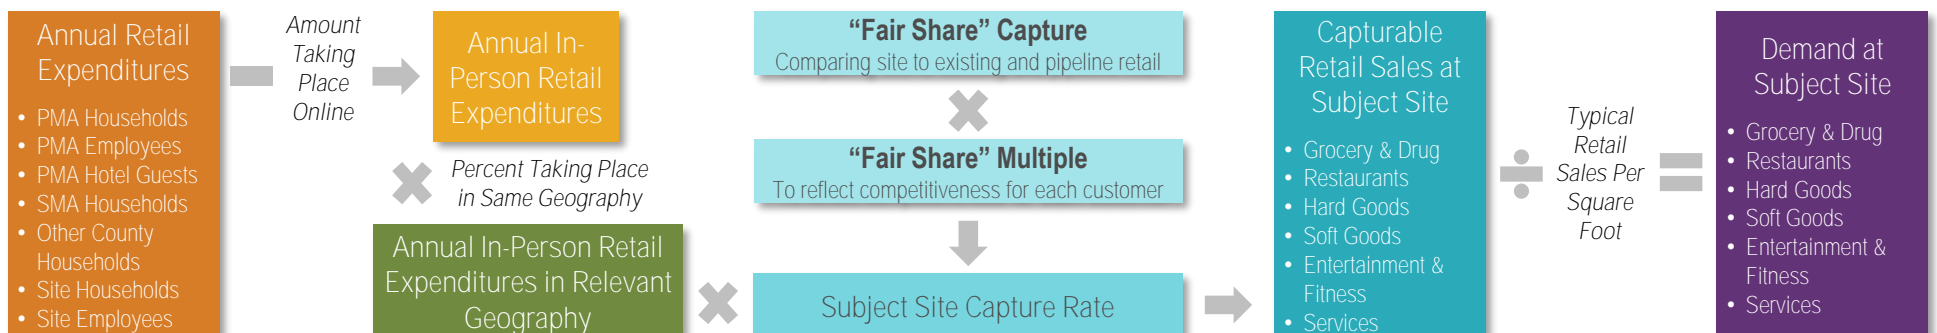 Annual Retail
Expenditures
• PMA Households
• PMA Employees
• PMA Hotel Guests
• SMA Households
• Other County
Households
• Site Households
• Site Employees
Amount
Taking
Place
Online
Annual In-
Person Retail
Expenditures
Percent Taking Place
in Same Geography
Annual In-Person Retail
Expenditures in Relevant
Geography
“Fair Share” Capture
Comparing site to existing and pipeline retail
“Fair Share” Multiple
To reflect competitiveness for each customer
Subject Site Capture Rate
Capturable
Retail Sales at
Subject Site
• Grocery & Drug
• Restaurants
• Hard Goods
• Soft Goods
• Entertainment &
Fitness
• Services
Typical
Retail
Sales Per
Square
Foot
Demand at
Subject Site
• Grocery & Drug
• Restaurants
• Hard Goods
• Soft Goods
• Entertainment &
Fitness
• Services